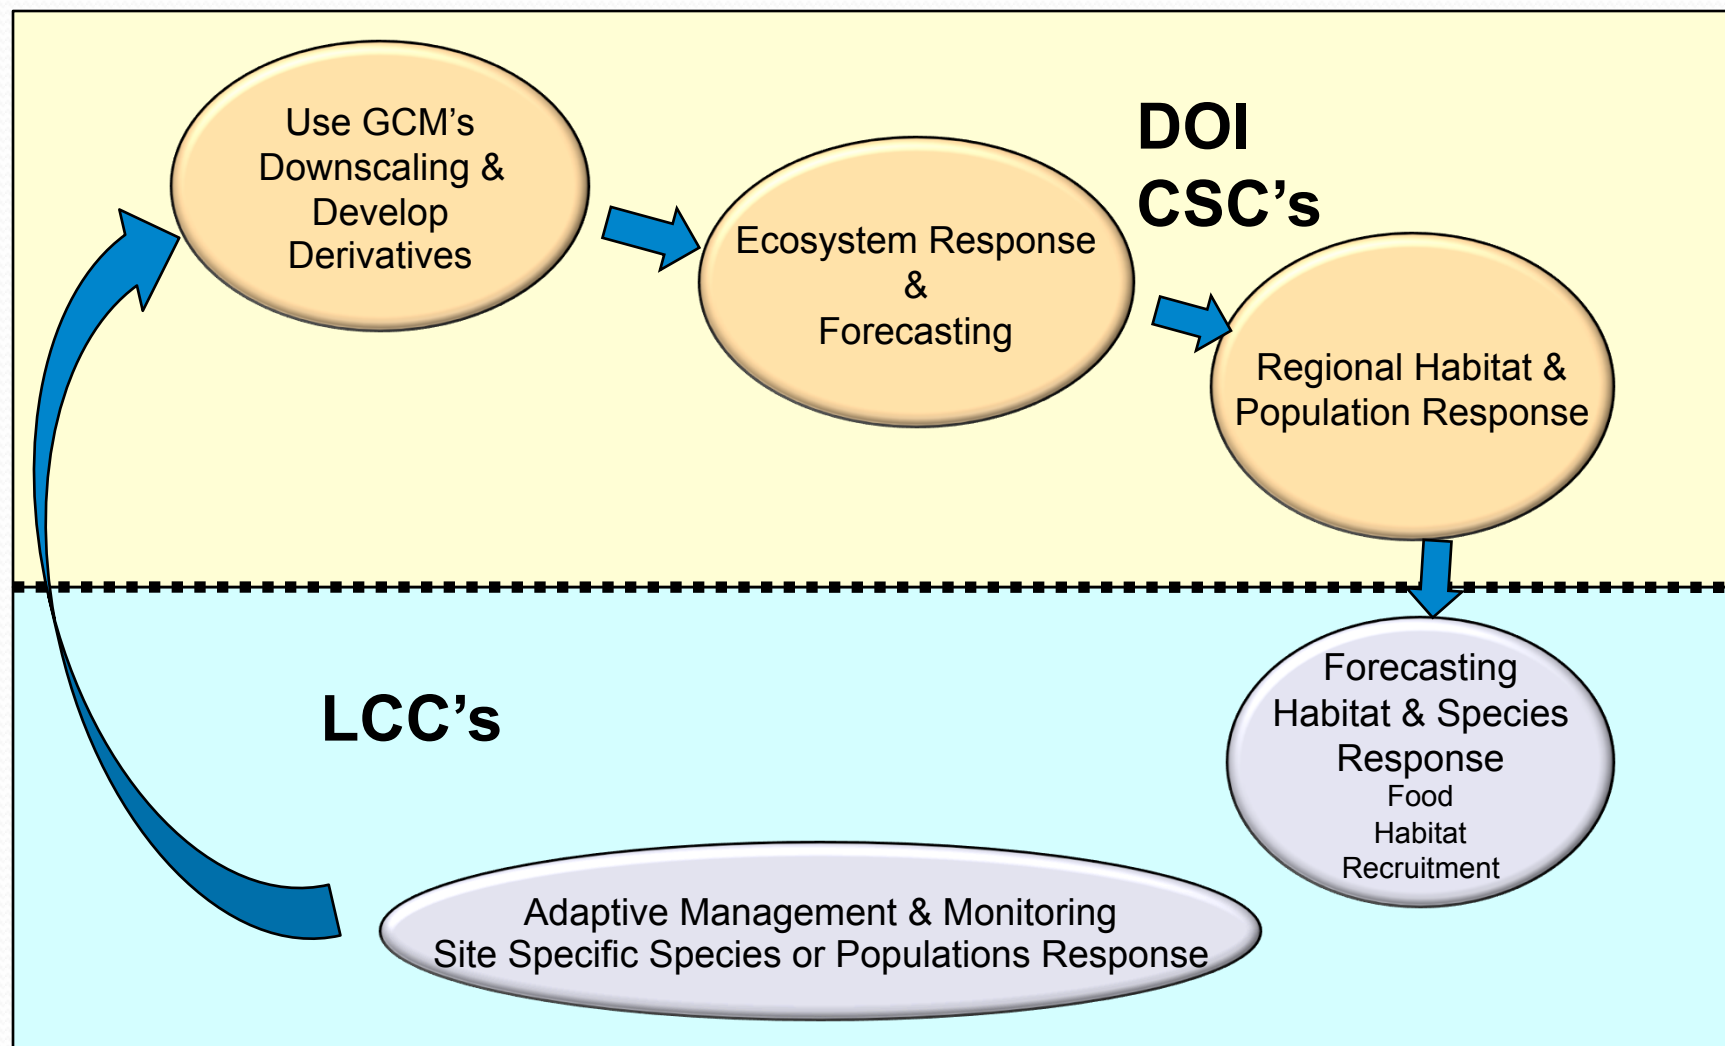 Use GCM’s
Downscaling &
Develop
Derivatives
Ecosystem Response
&
Forecasting
DOI
CSC’s
Regional Habitat &
Population Response
LCC’s
Forecasting
Habitat & Species
Response
Food
Habitat
Recruitment
Adaptive Management & Monitoring
Site Specific Species or Populations Response